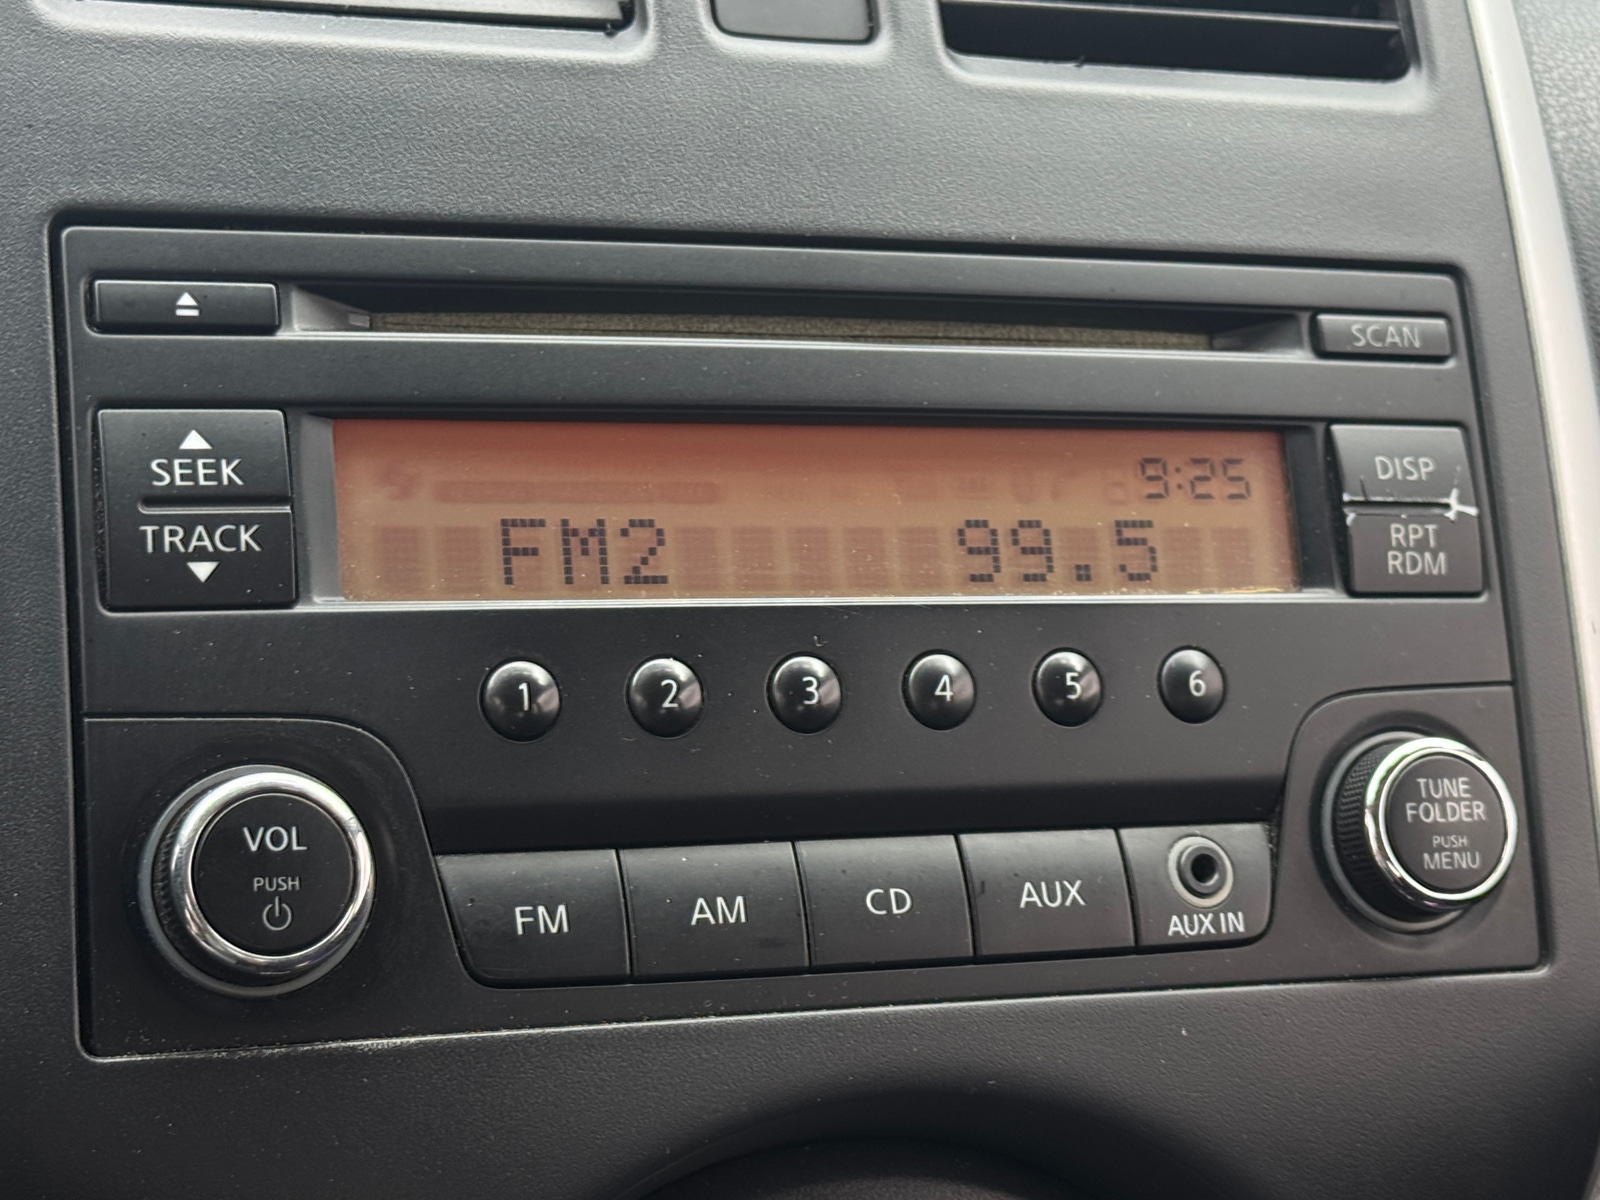 SCAN
SEEK
TRACK
9:25
FM2 99.5
DISP
RPT
RDM
1 2 3 4 5 6
VOL
PUSH
FM
AM
CD
AUX
AUX IN
TUNE
FOLDER
PUSH
MENU